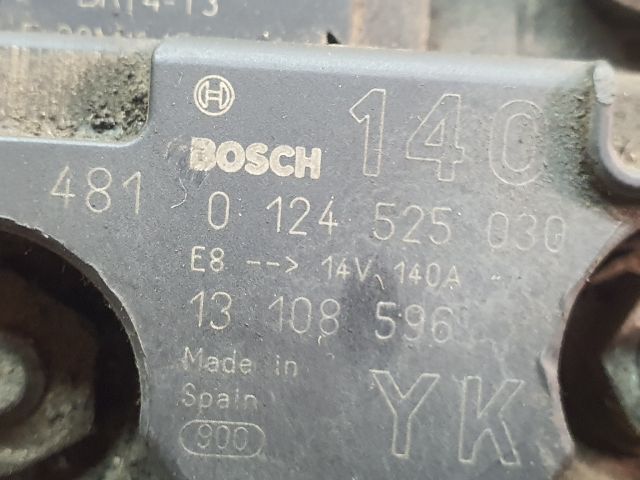 BOSCH 140
481 0 124 525 030
E8 --> 14V 140A
13 108 596
Made in
Spain
YK
900